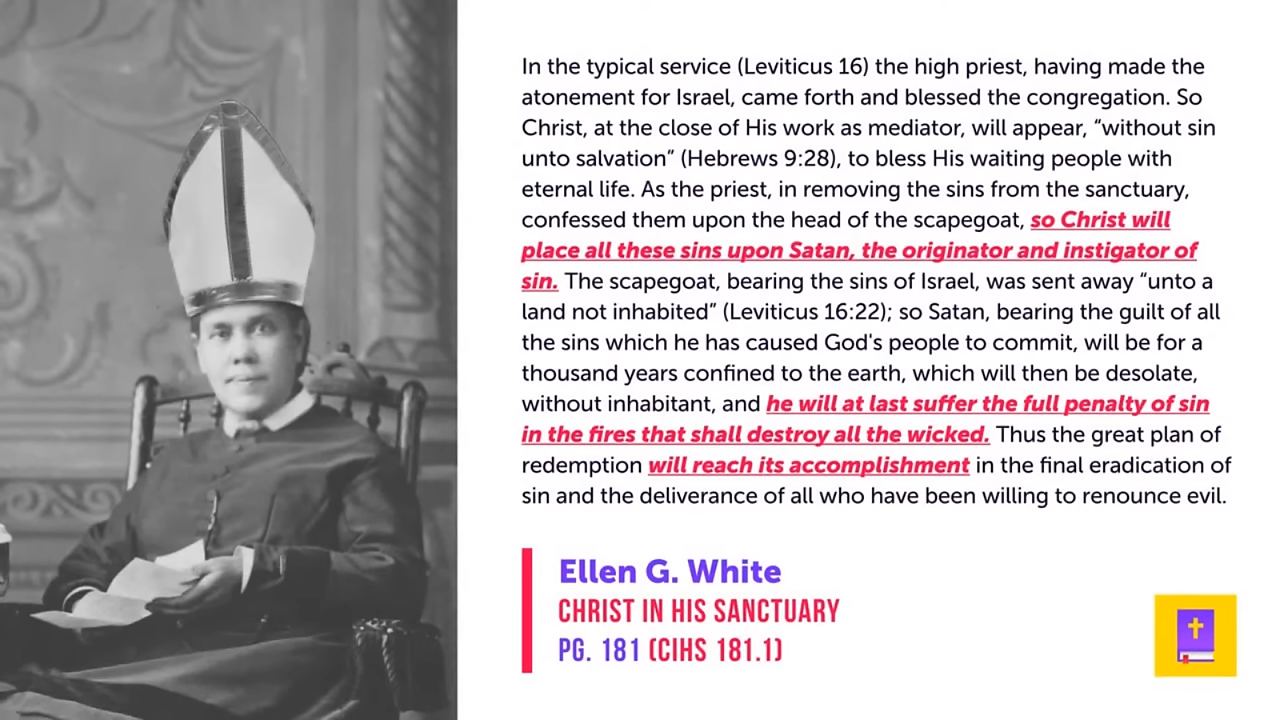 In the typical service (Leviticus 16) the high priest, having made the
atonement for Israel, came forth and blessed the congregation. So
Christ, at the close of His work as mediator, will appear, “without sin
unto salvation” (Hebrews 9:28), to bless His waiting people with
eternal life. As the priest, in removing the sins from the sanctuary,
confessed them upon the head of the scapegoat, so Christ will
place all these sins upon Satan, the originator and instigator of
sin. The scapegoat, bearing the sins of Israel, was sent away “unto a
land not inhabited” (Leviticus 16:22); so Satan, bearing the guilt of all
the sins which he has caused God's people to commit, will be for a
thousand years confined to the earth, which will then be desolate,
without inhabitant, and he will at last suffer the full penalty of sin
in the fires that shall destroy all the wicked. Thus the great plan of
redemption will reach its accomplishment in the final eradication of
sin and the deliverance of all who have been willing to renounce evil.
Ellen G. White
CHRIST IN HIS SANCTUARY
PG. 181 (CIHS 181.1)